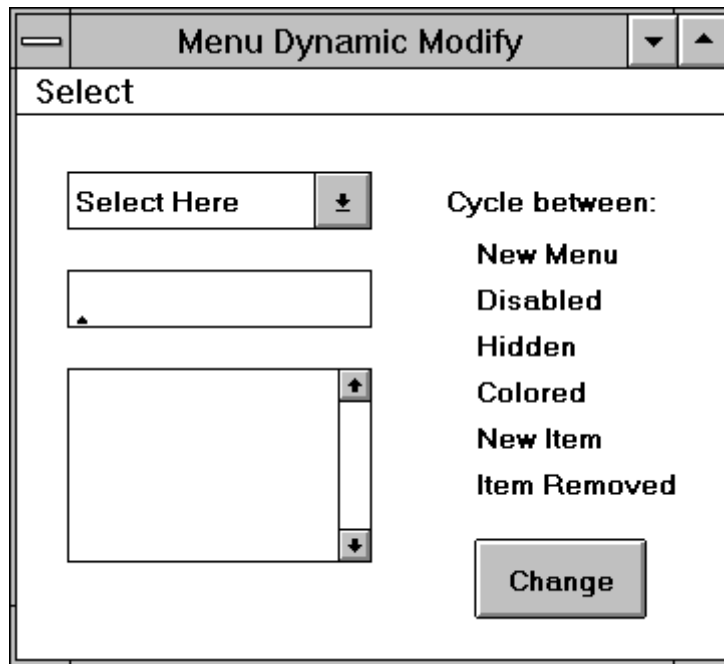 Menu Dynamic Modify
Select
Select Here
Cycle between:
New Menu
Disabled
Hidden
Colored
New Item
Item Removed
Change